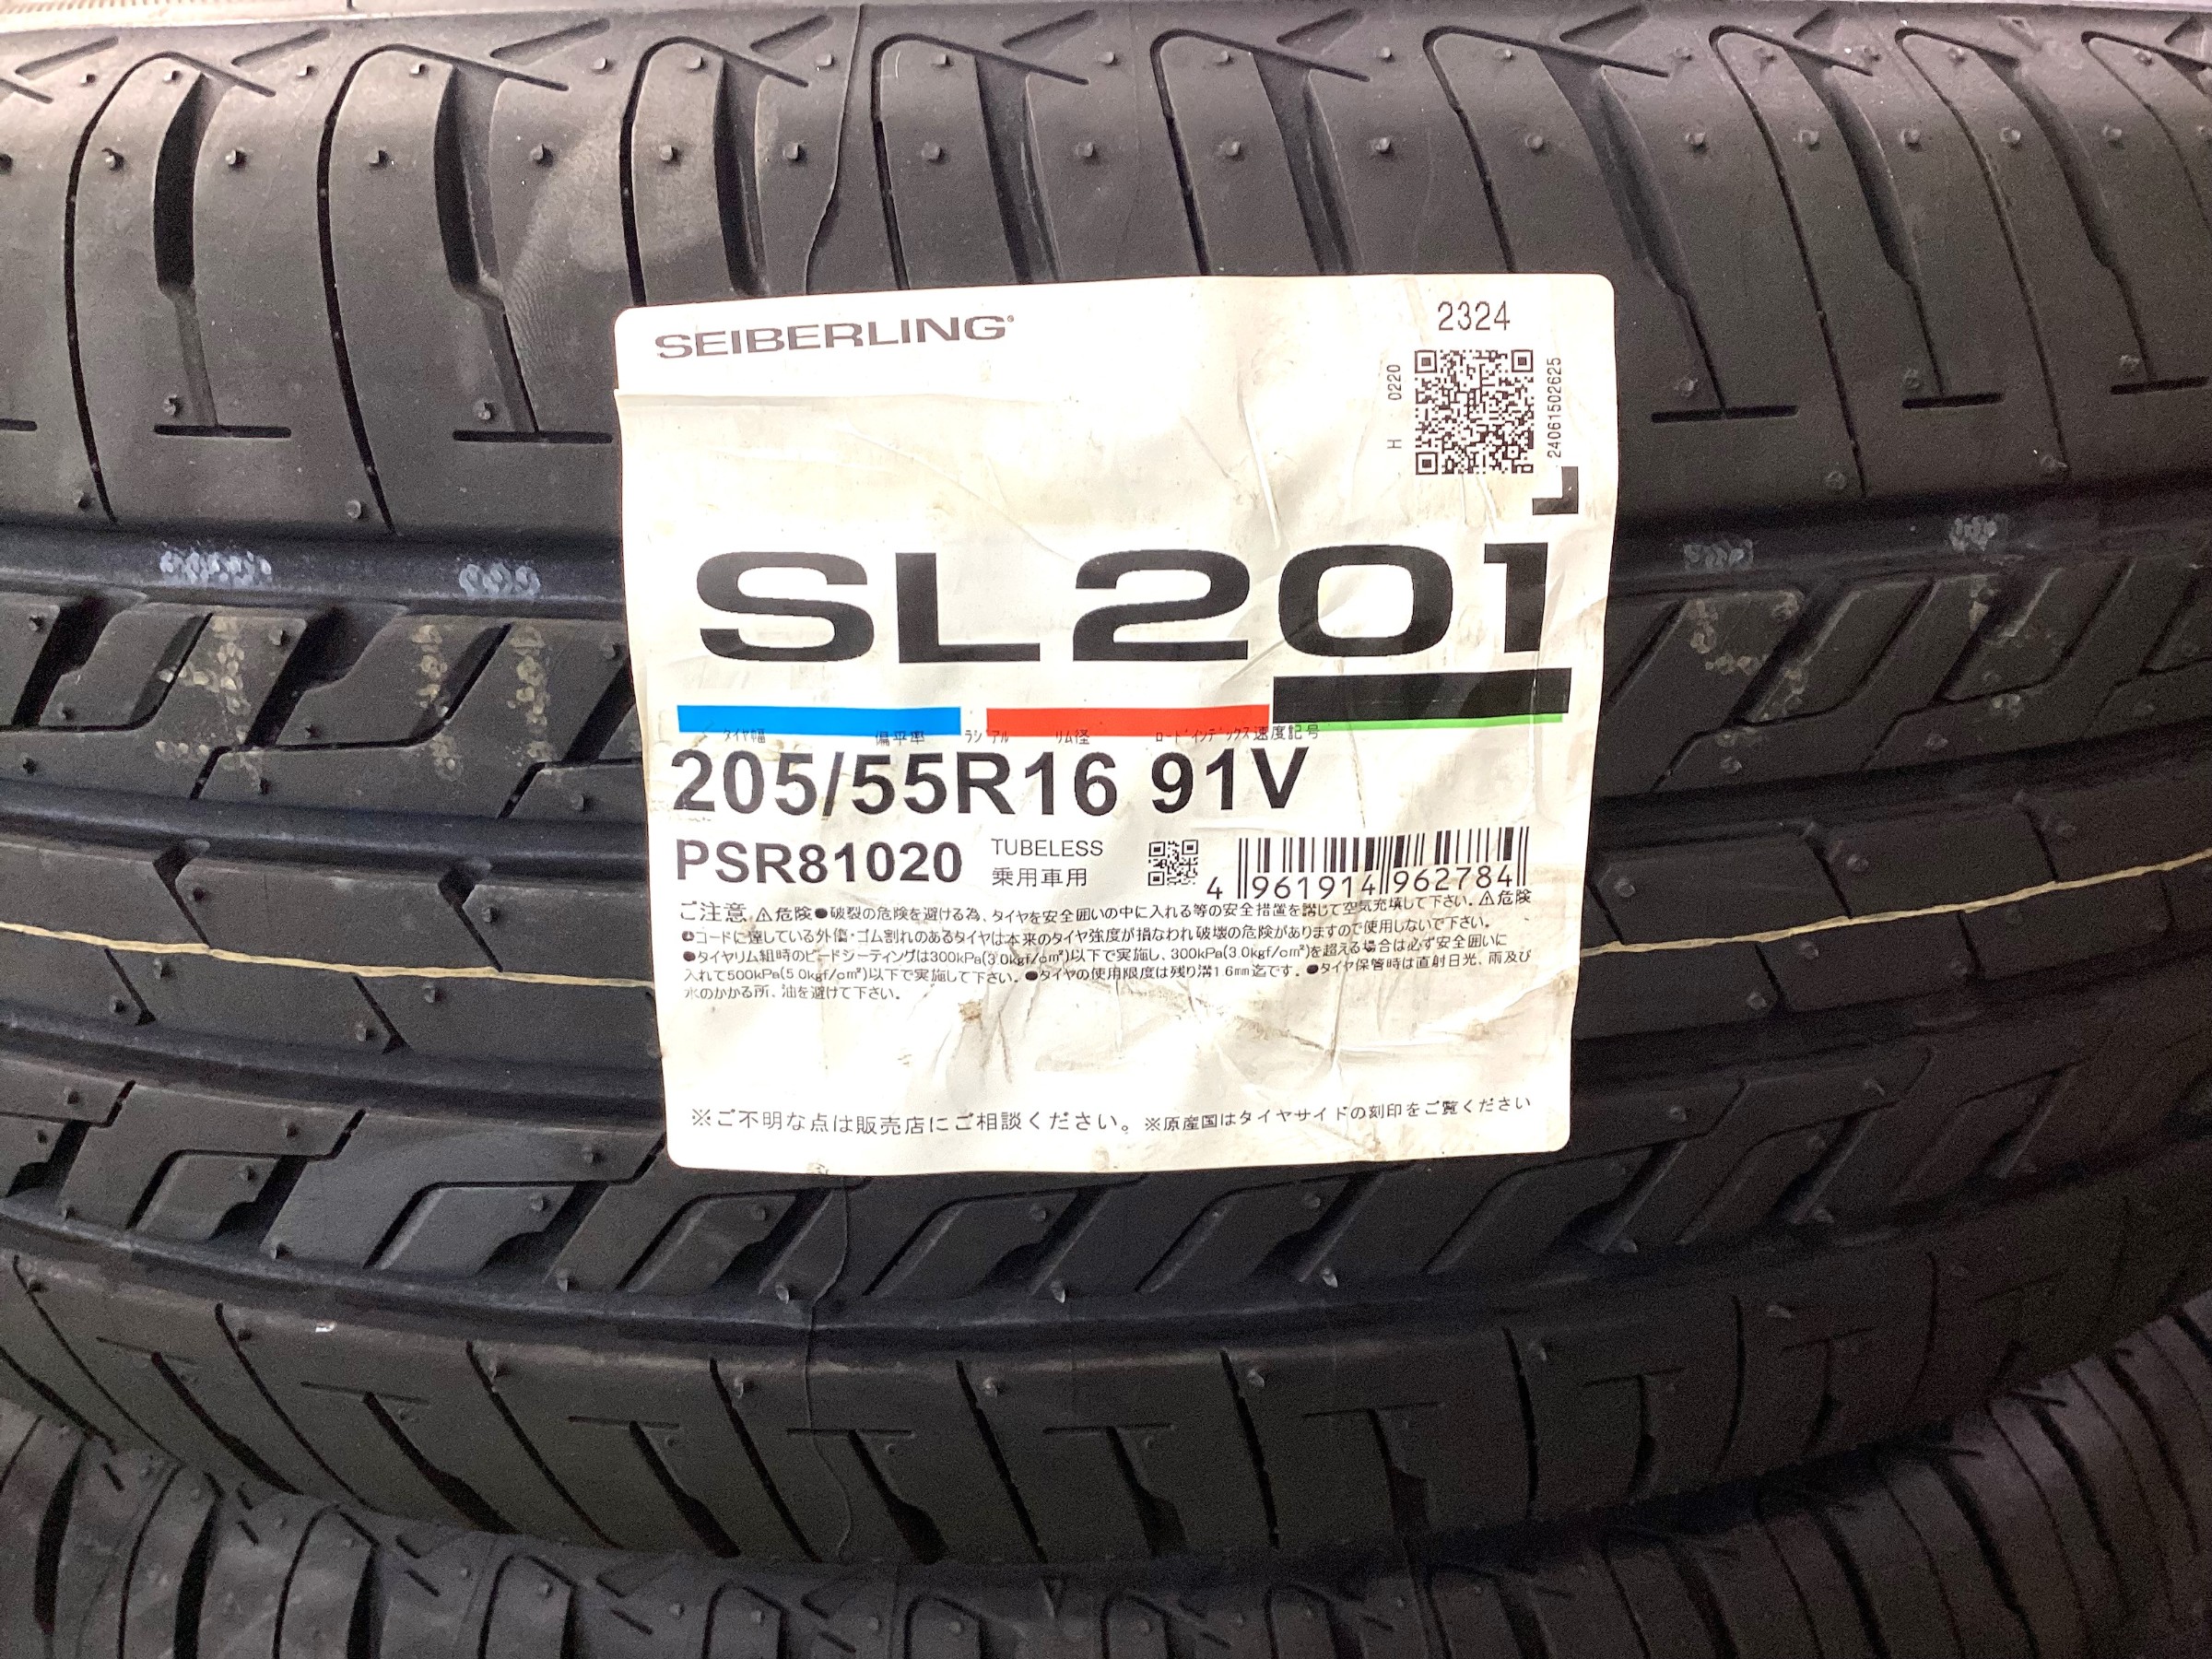 SEIBERLING®
2324
H 0220
24061502625
SL201
タイヤ幅 偏平率 ラジアル リム径 ロードインデックス 速度記号
205/55R16 91V
PSR81020
TUBELESS
乗用車用
4 961914 962784
ご注意 ⚠危険●破裂の危険を避ける為、タイヤを安全囲いの中に入れる等の安全措置を講じて空気充填して下さい。⚠危険
●コードに達している外傷・ゴム割れのあるタイヤは本来のタイヤ強度が損なわれ破壊の危険がありますので使用しないで下さい。
●タイヤリム組時のビードシーティングは300kPa(3.0kgf/cm²)以下で実施し、300kPa(3.0kgf/cm²)を超える場合は必ず安全囲いに
入れて500kPa(5.0kgf/cm²)以下で実施して下さい。●タイヤの使用限度は残り溝1.6mm迄です。●タイヤ保管時は直射日光、雨及び
水のかかる所、油を避けて下さい。
※ご不明な点は販売店にご相談ください。※原産国はタイヤサイドの刻印をご覧ください